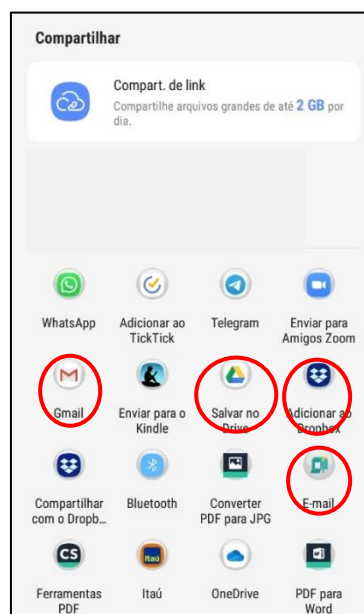 Compartilhar
Compart. de link
Compartilhe arquivos grandes de até 2 GB por
dia.
WhatsApp
Adicionar ao
TickTick
Telegram
Enviar para
Amigos Zoom
Gmail
Enviar para o
Kindle
Salvar no
Drive
Adicionar ao
Dropbox
Compartilhar
com o Dropb...
Bluetooth
Converter
PDF para JPG
E-mail
CS
Ferramentas
PDF
Itaú
Itaú
OneDrive
PDF para
Word